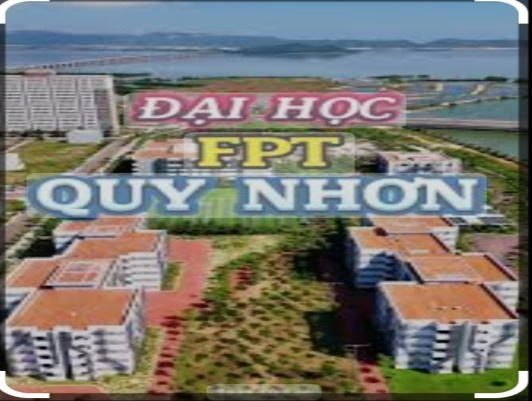 ĐẠI HỌC
FPT
QUY NHƠN